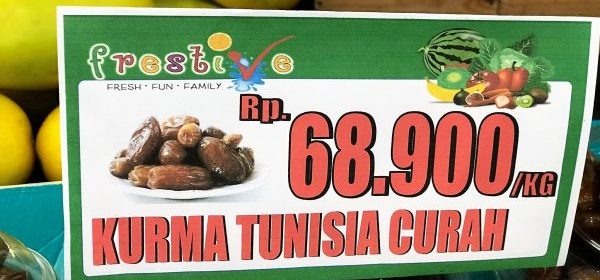 frestive
FRESH · FUN · FAMILY
Rp. 68.900/KG
KURMA TUNISIA CURAH